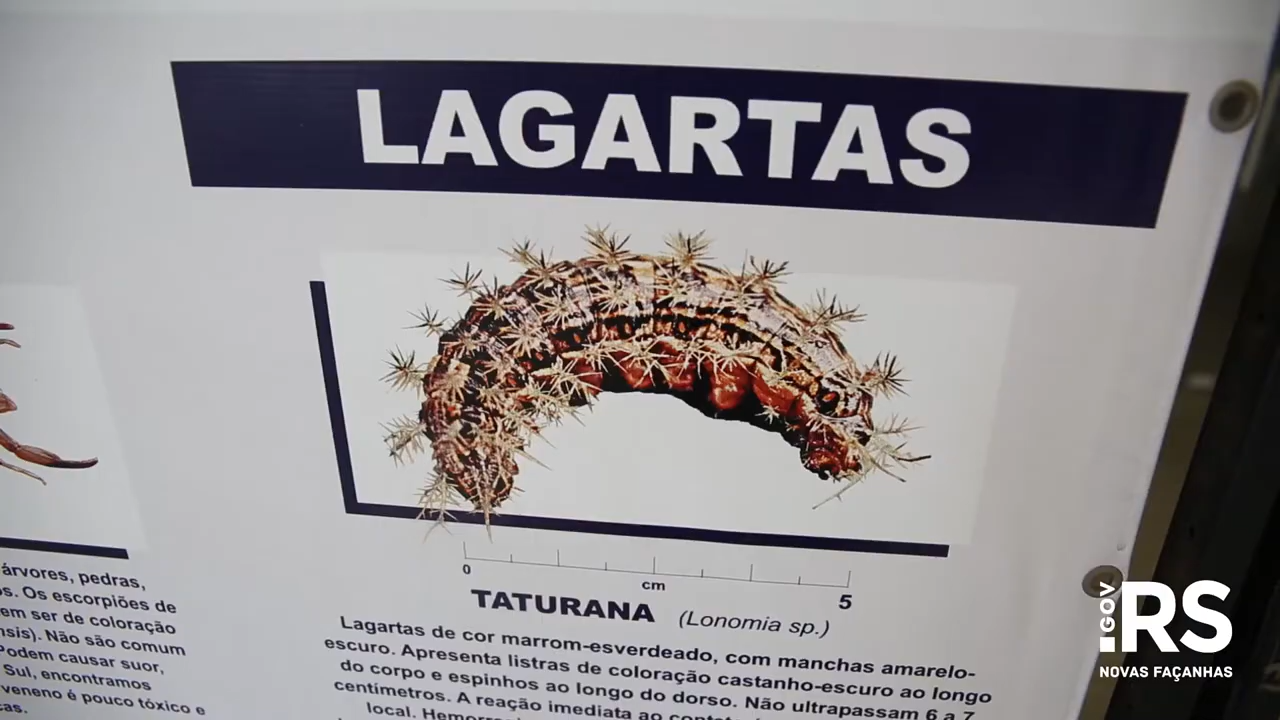 LAGARTAS
0 cm 5
TATURANA (Lonomia sp.)
Lagartas de cor marrom-esverdeado, com manchas amarelo-
escuro. Apresenta listras de coloração castanho-escuro ao longo
do corpo e espinhos ao longo do dorso. Não ultrapassam 6 a 7
centímetros. A reação imediata ao
local.
árvores, pedras,
Os escorpiões de
em ser de coloração
Não são comum
Podem causar suor,
Sul, encontramos
veneno é pouco tóxico e
GOV
RS
NOVAS FAÇANHAS